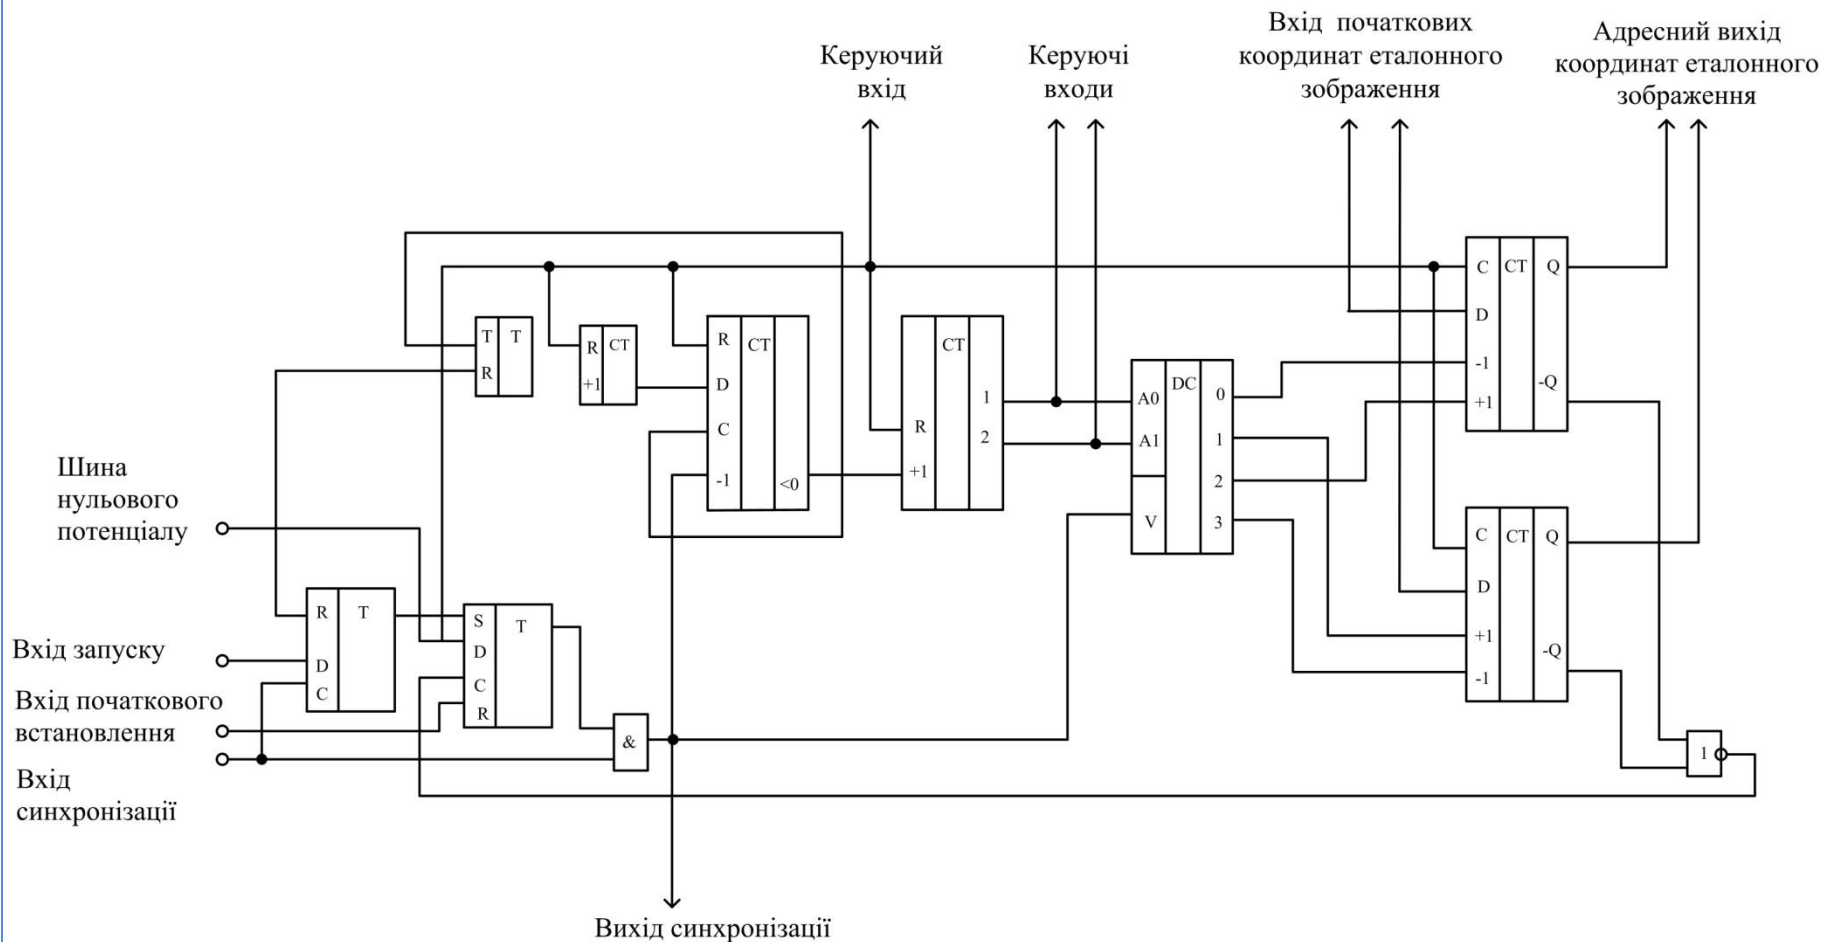 Керуючий
вхід
Керуючі
входи
Вхід початкових
координат еталонного
зображення
Адресний вихід
координат еталонного
зображення
T T
R
R CT
+1
R CT
D
C
-1 <0
CT
1
R 2
+1
DC
A0 0
A1 1
2
V 3
C CT Q
D
-1
-Q
+1
C CT Q
D
+1
-Q
-1
Шина
нульового
потенціалу
R T
D
C
S T
D
C
R
&
1
Вхід запуску
Вхід початкового
встановлення
Вхід
синхронізації
Вихід синхронізації